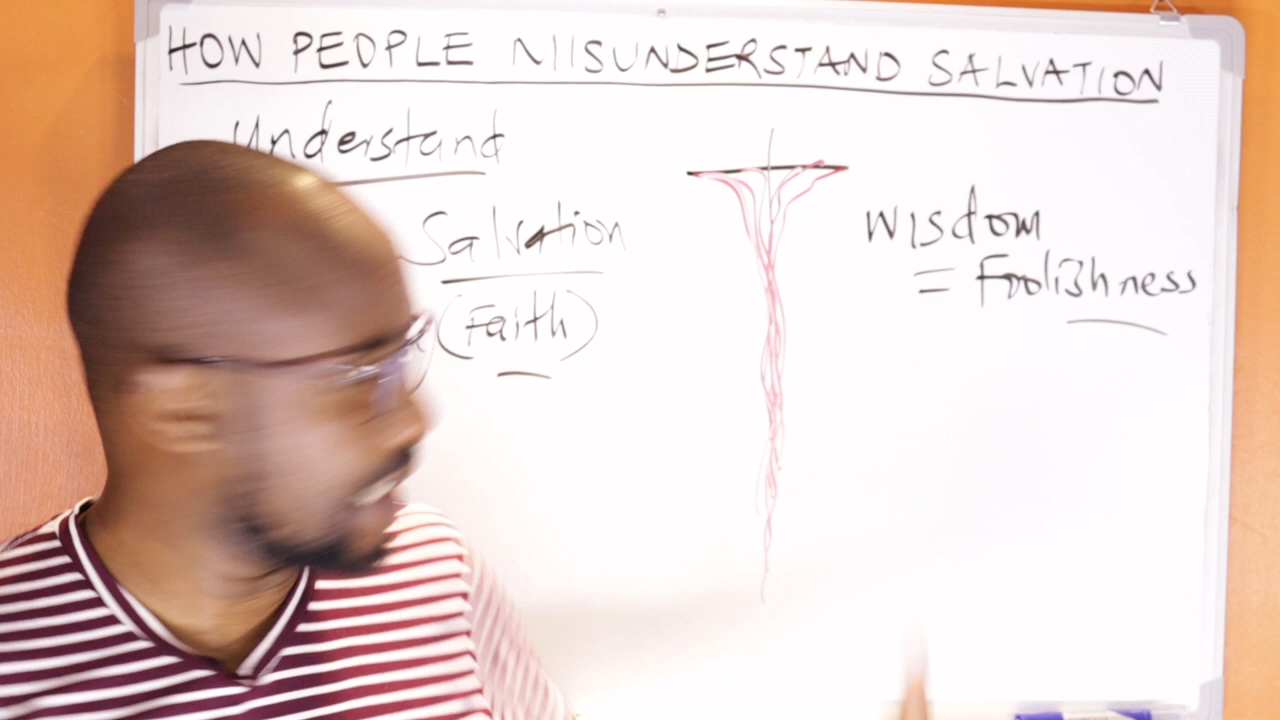 HOW PEOPLE MISUNDERSTAND SALVATION
Understand
Salvation
(Faith)
Wisdom
= Foolishness